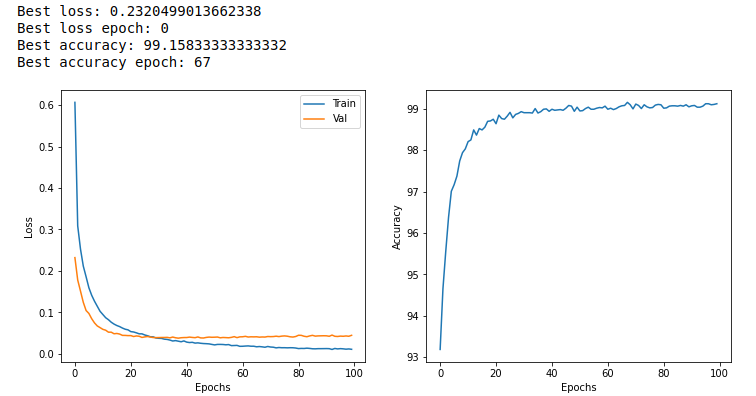 Best loss: 0.2320499013662338
Best loss epoch: 0
Best accuracy: 99.15833333333332
Best accuracy epoch: 67
Train
Val
0.6
0.5
0.4
0.3
0.2
0.1
0.0
Loss
0 20 40 60 80 100
Epochs
99
98
97
96
95
94
93
Accuracy
0 20 40 60 80 100
Epochs